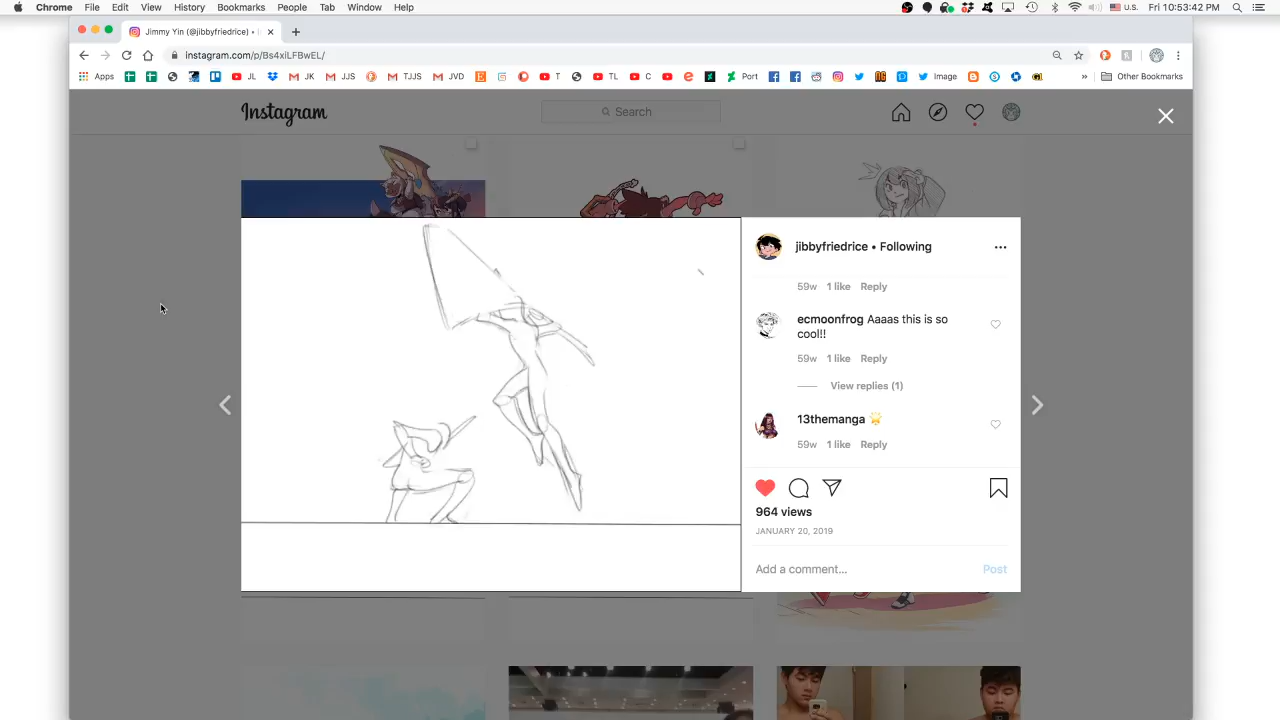 Chrome File Edit View History Bookmarks People Tab Window Help U.S. Fri 10:53:42 PM
Jimmy Yin (@jibbyfriedrice) •
instagram.com/p/Bs4xiLFBwEL/
Apps JL JK JJS TJJS JVD T TL C Port Image » Other Bookmarks
Instagram
Search
jibbyfriedrice • Following
59w 1 like Reply
ecmoonfrog Aaaas this is so
cool!!
59w 1 like Reply
View replies (1)
13themanga
59w 1 like Reply
964 views
JANUARY 20, 2019
Add a comment... Post